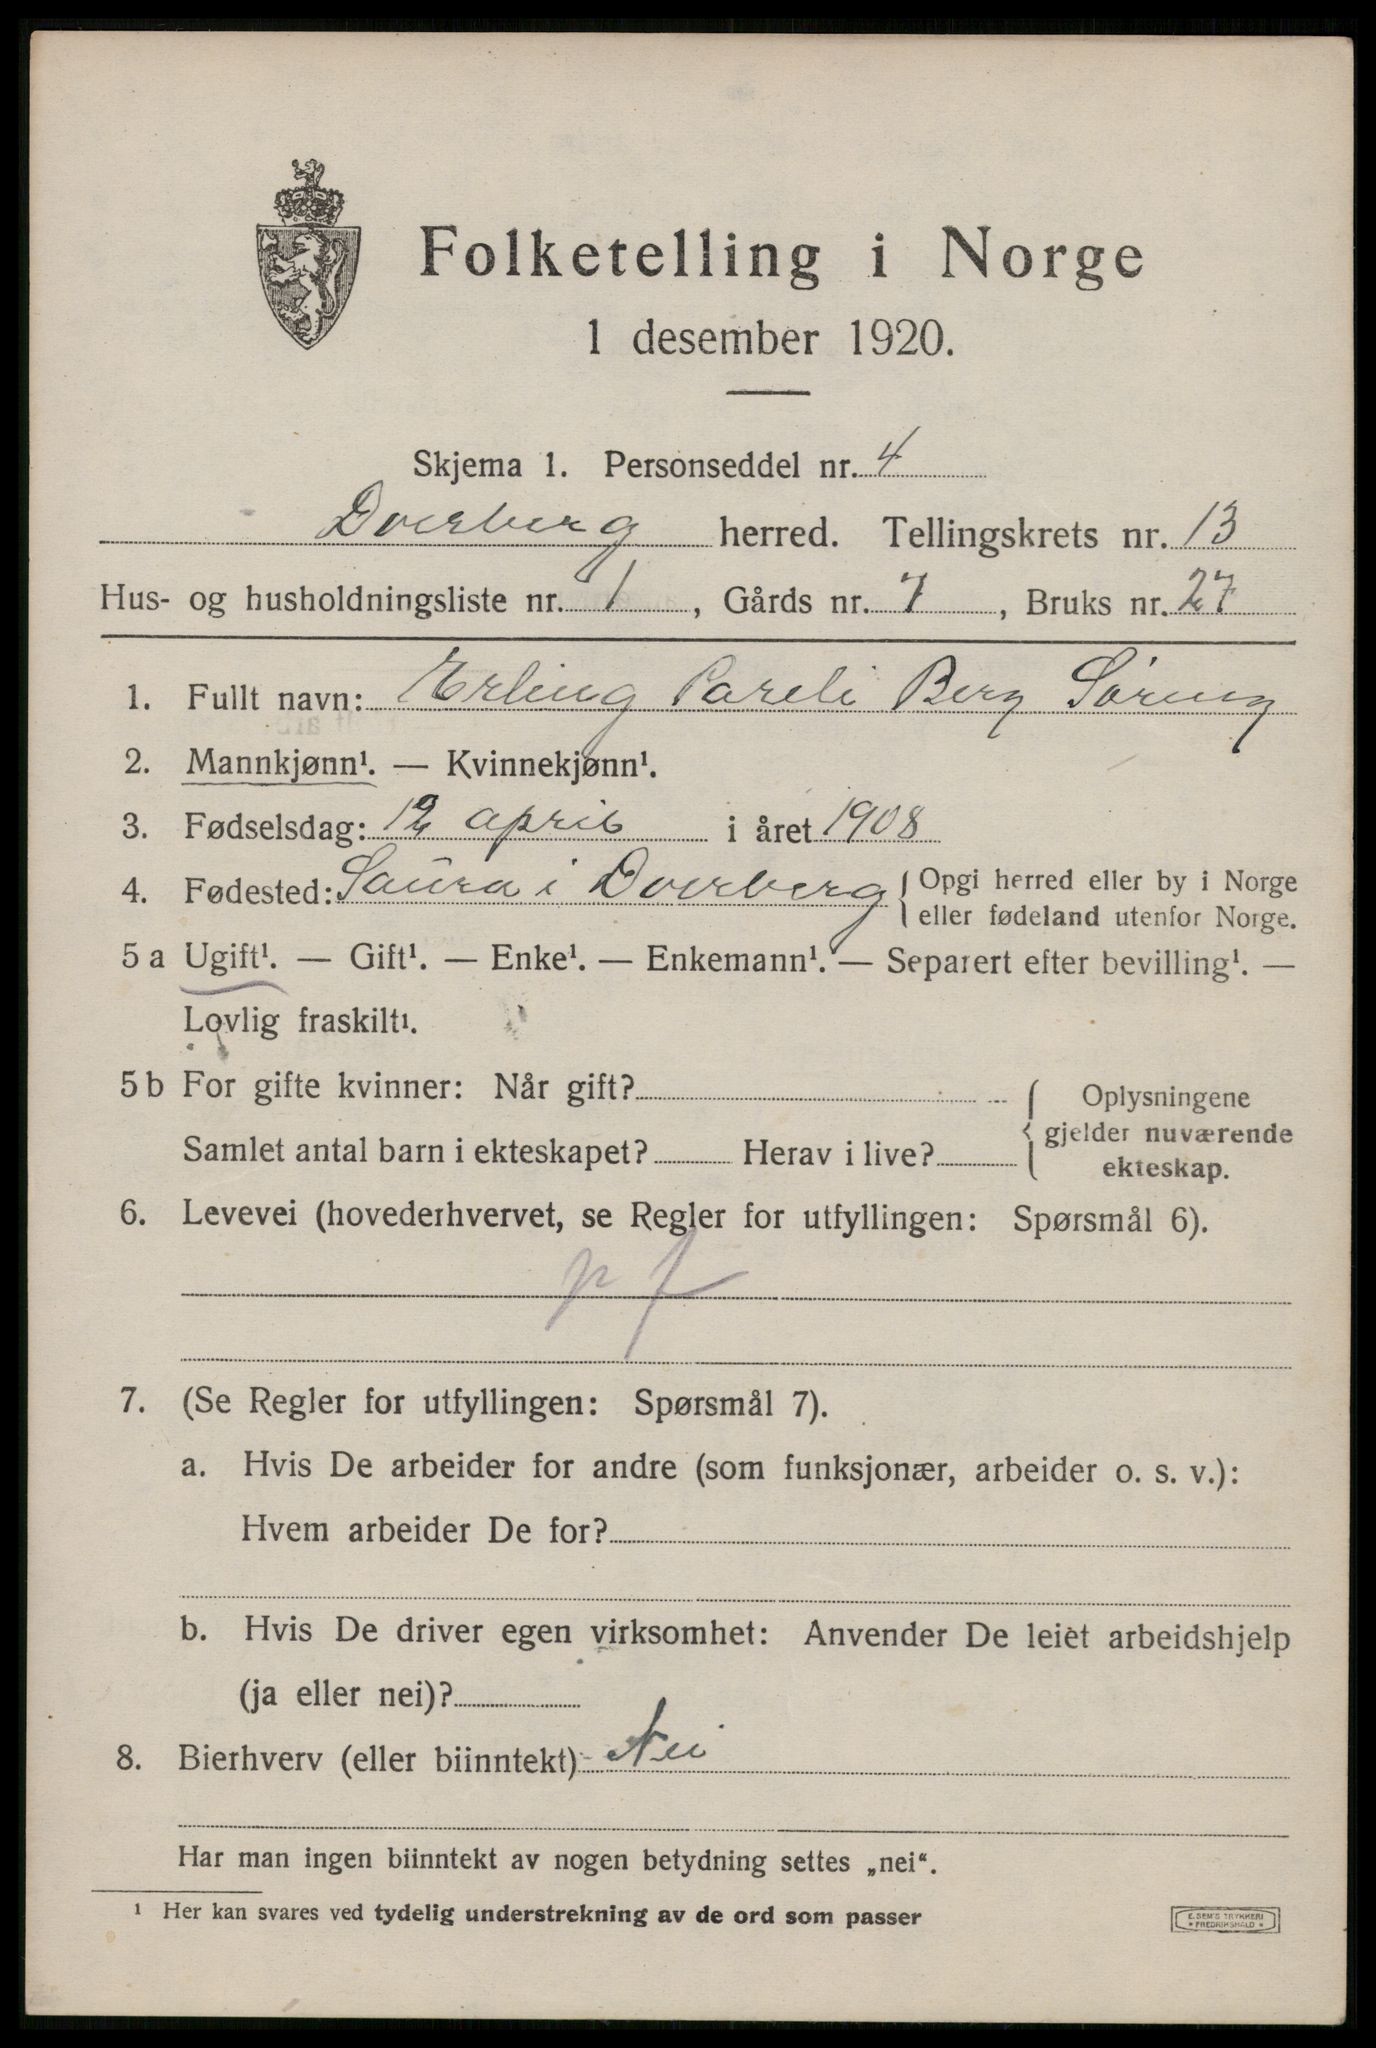 Folketelling i Norge
1 desember 1920.
Skjema 1. Personseddel nr. 4
Dverberg herred. Tellingskrets nr. 13
Hus- og husholdningsliste nr. 1, Gårds nr. 7, Bruks nr. 27
1. Fullt navn: Erling Pareli Berg Søreng
2. Mannkjønn¹. — Kvinnekjønn¹.
3. Fødselsdag: 12 april i året 1908
4. Fødested: Saura i Dverberg { Opgi herred eller by i Norge
eller fødeland utenfor Norge.
5 a Ugift¹. — Gift¹. — Enke¹. — Enkemann¹. — Separert efter bevilling¹. —
Lovlig fraskilt¹.
5 b For gifte kvinner: Når gift?
Samlet antal barn i ekteskapet? Herav i live?
Oplysningene
gjelder nuværende
ekteskap.
6. Levevei (hovederhvervet, se Regler for utfyllingen: Spørsmål 6).
p f
7. (Se Regler for utfyllingen: Spørsmål 7).
a. Hvis De arbeider for andre (som funksjonær, arbeider o. s. v.):
Hvem arbeider De for?
b. Hvis De driver egen virksomhet: Anvender De leiet arbeidshjelp
(ja eller nei)?
8. Bierhverv (eller biinntekt) Nei
Har man ingen biinntekt av nogen betydning settes „nei“.
¹ Her kan svares ved tydelig understrekning av de ord som passer
E. SEM'S TRYKKERI
* FREDRIKSHALD *